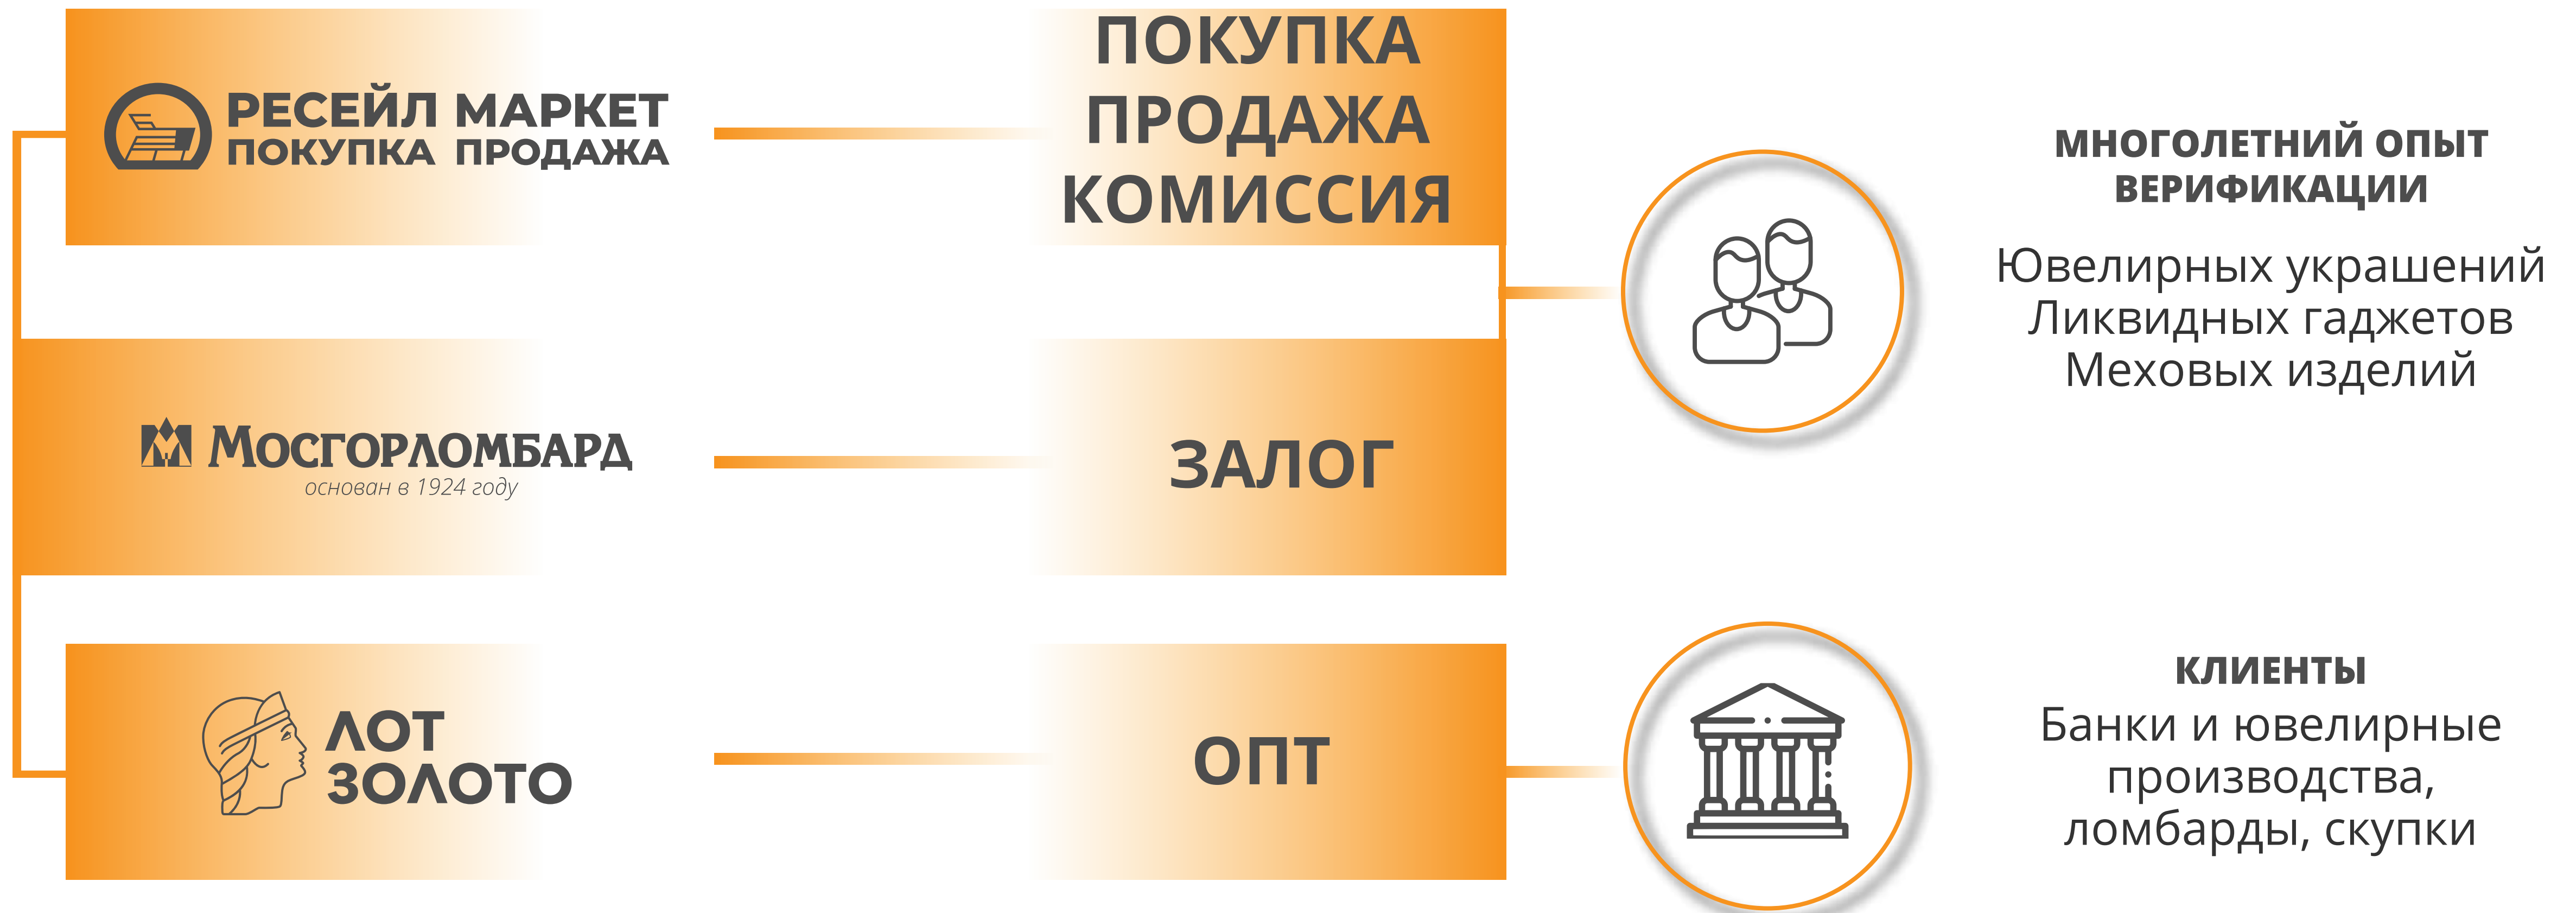 РЕСЕЙЛ МАРКЕТ
ПОКУПКА ПРОДАЖА
ПОКУПКА
ПРОДАЖА
КОМИССИЯ
МНОГОЛЕТНИЙ ОПЫТ
ВЕРИФИКАЦИИ
Ювелирных украшений
Ликвидных гаджетов
Меховых изделий
МОСГОРЛОМБАРД
основан в 1924 году
ЗАЛОГ
ЛОТ
ЗОЛОТО
ОПТ
КЛИЕНТЫ
Банки и ювелирные
производства,
ломбарды, скупки